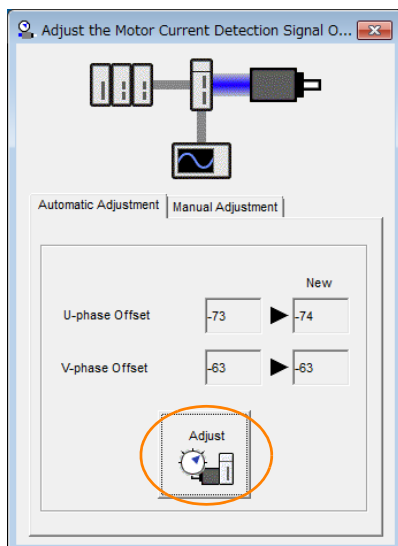 Adjust the Motor Current Detection Signal O...
Automatic Adjustment Manual Adjustment
New
U-phase Offset -73 -74
V-phase Offset -63 -63
Adjust